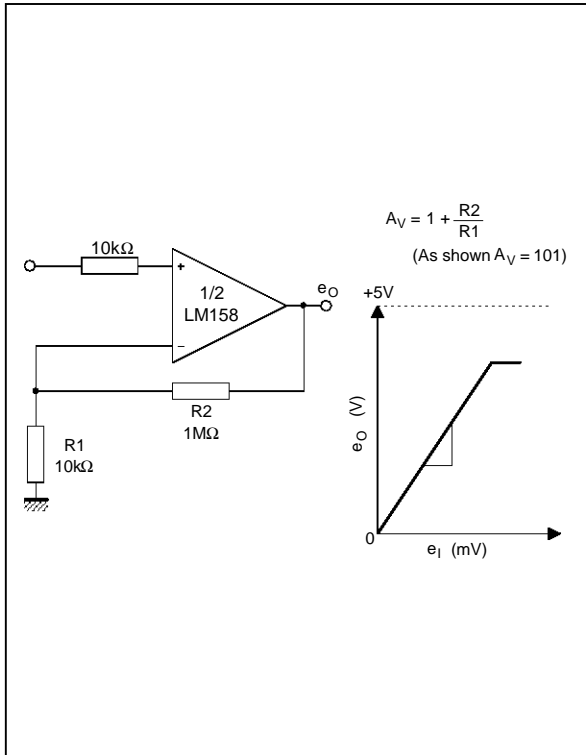 10kΩ
+
1/2
LM158
−
e_O
R2
1MΩ
R1
10kΩ
A_V = 1 + R2/R1
(As shown A_V = 101)
+5V
e_O (V)
0
e_I (mV)